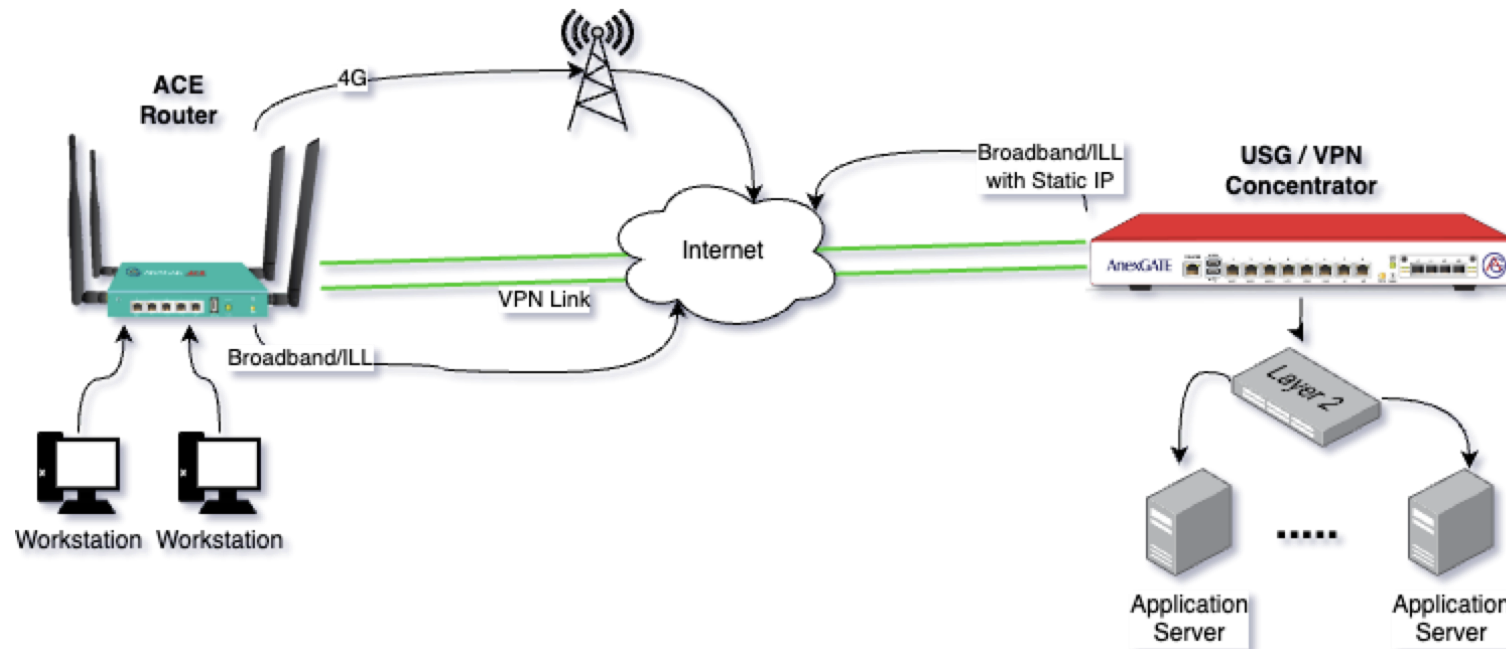 ACE
Router
4G
Broadband/ILL
with Static IP
USG / VPN
Concentrator
Internet
AnexGATE
VPN Link
Broadband/ILL
Layer 2
Workstation
Workstation
Application
Server
Application
Server